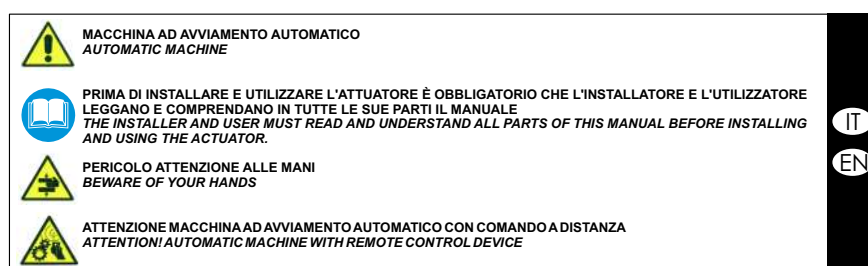 MACCHINA AD AVVIAMENTO AUTOMATICO
AUTOMATIC MACHINE
PRIMA DI INSTALLARE E UTILIZZARE L'ATTUATORE È OBBLIGATORIO CHE L'INSTALLATORE E L'UTILIZZATORE
LEGGANO E COMPRENDANO IN TUTTE LE SUE PARTI IL MANUALE
THE INSTALLER AND USER MUST READ AND UNDERSTAND ALL PARTS OF THIS MANUAL BEFORE INSTALLING
AND USING THE ACTUATOR.
PERICOLO ATTENZIONE ALLE MANI
BEWARE OF YOUR HANDS
ATTENZIONE MACCHINA AD AVVIAMENTO AUTOMATICO CON COMANDO A DISTANZA
ATTENTION! AUTOMATIC MACHINE WITH REMOTE CONTROL DEVICE
IT
EN